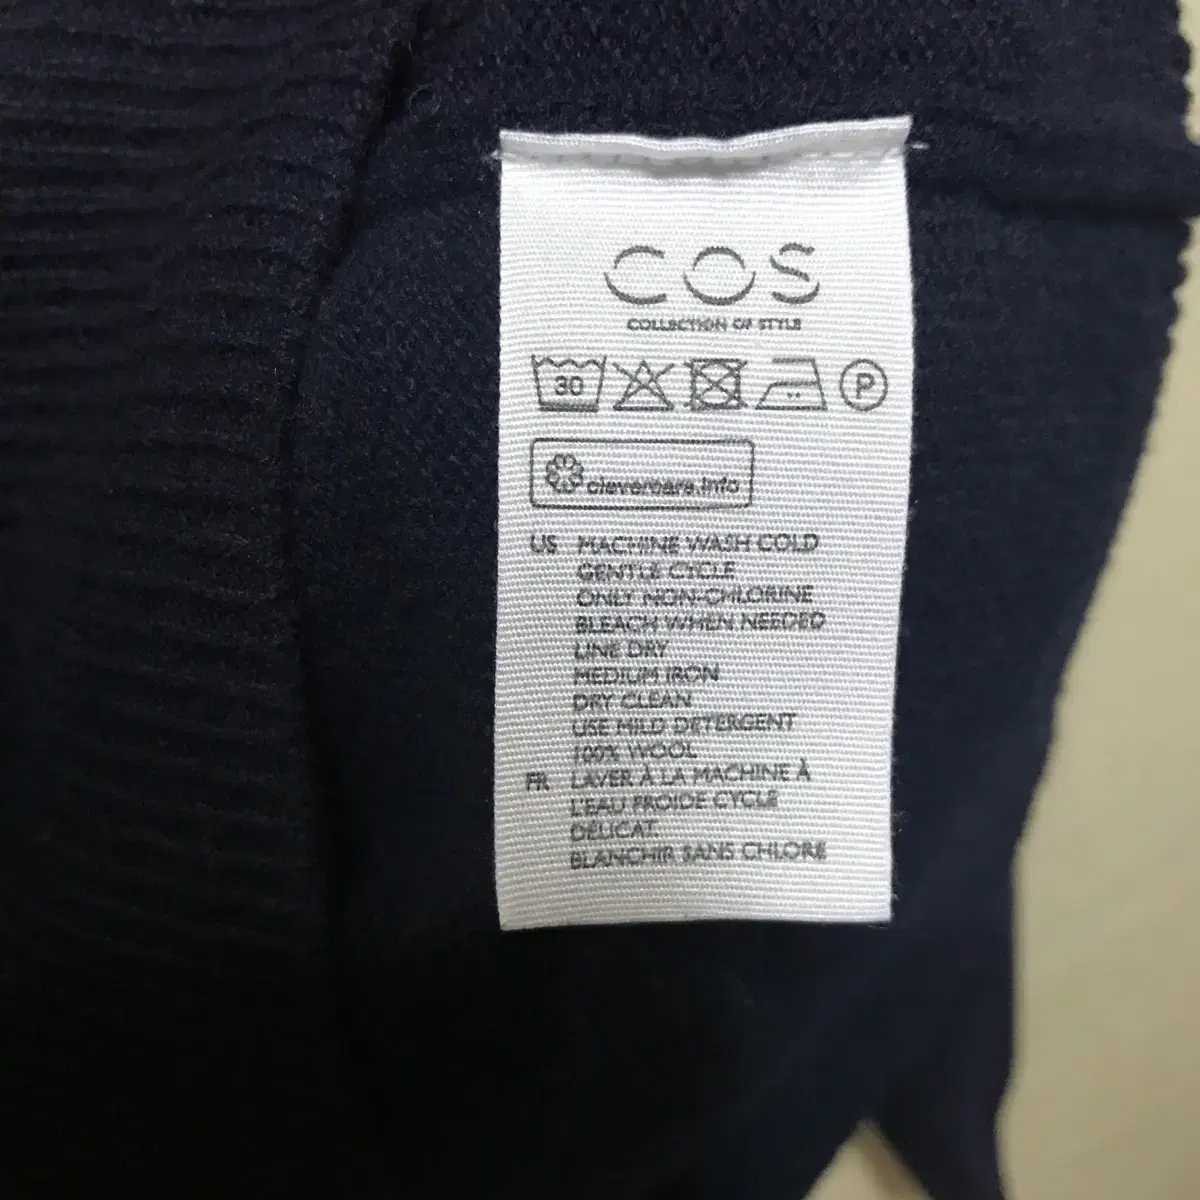 COS
COLLECTION OF STYLE
30 P
clevercare.info
US MACHINE WASH COLD
GENTLE CYCLE
ONLY NON-CHLORINE
BLEACH WHEN NEEDED
LINE DRY
MEDIUM IRON
DRY CLEAN
USE MILD DETERGENT
100% WOOL
FR LAVER À LA MACHINE À
L'EAU FROIDE CYCLE
DÉLICAT
BLANCHIR SANS CHLORE